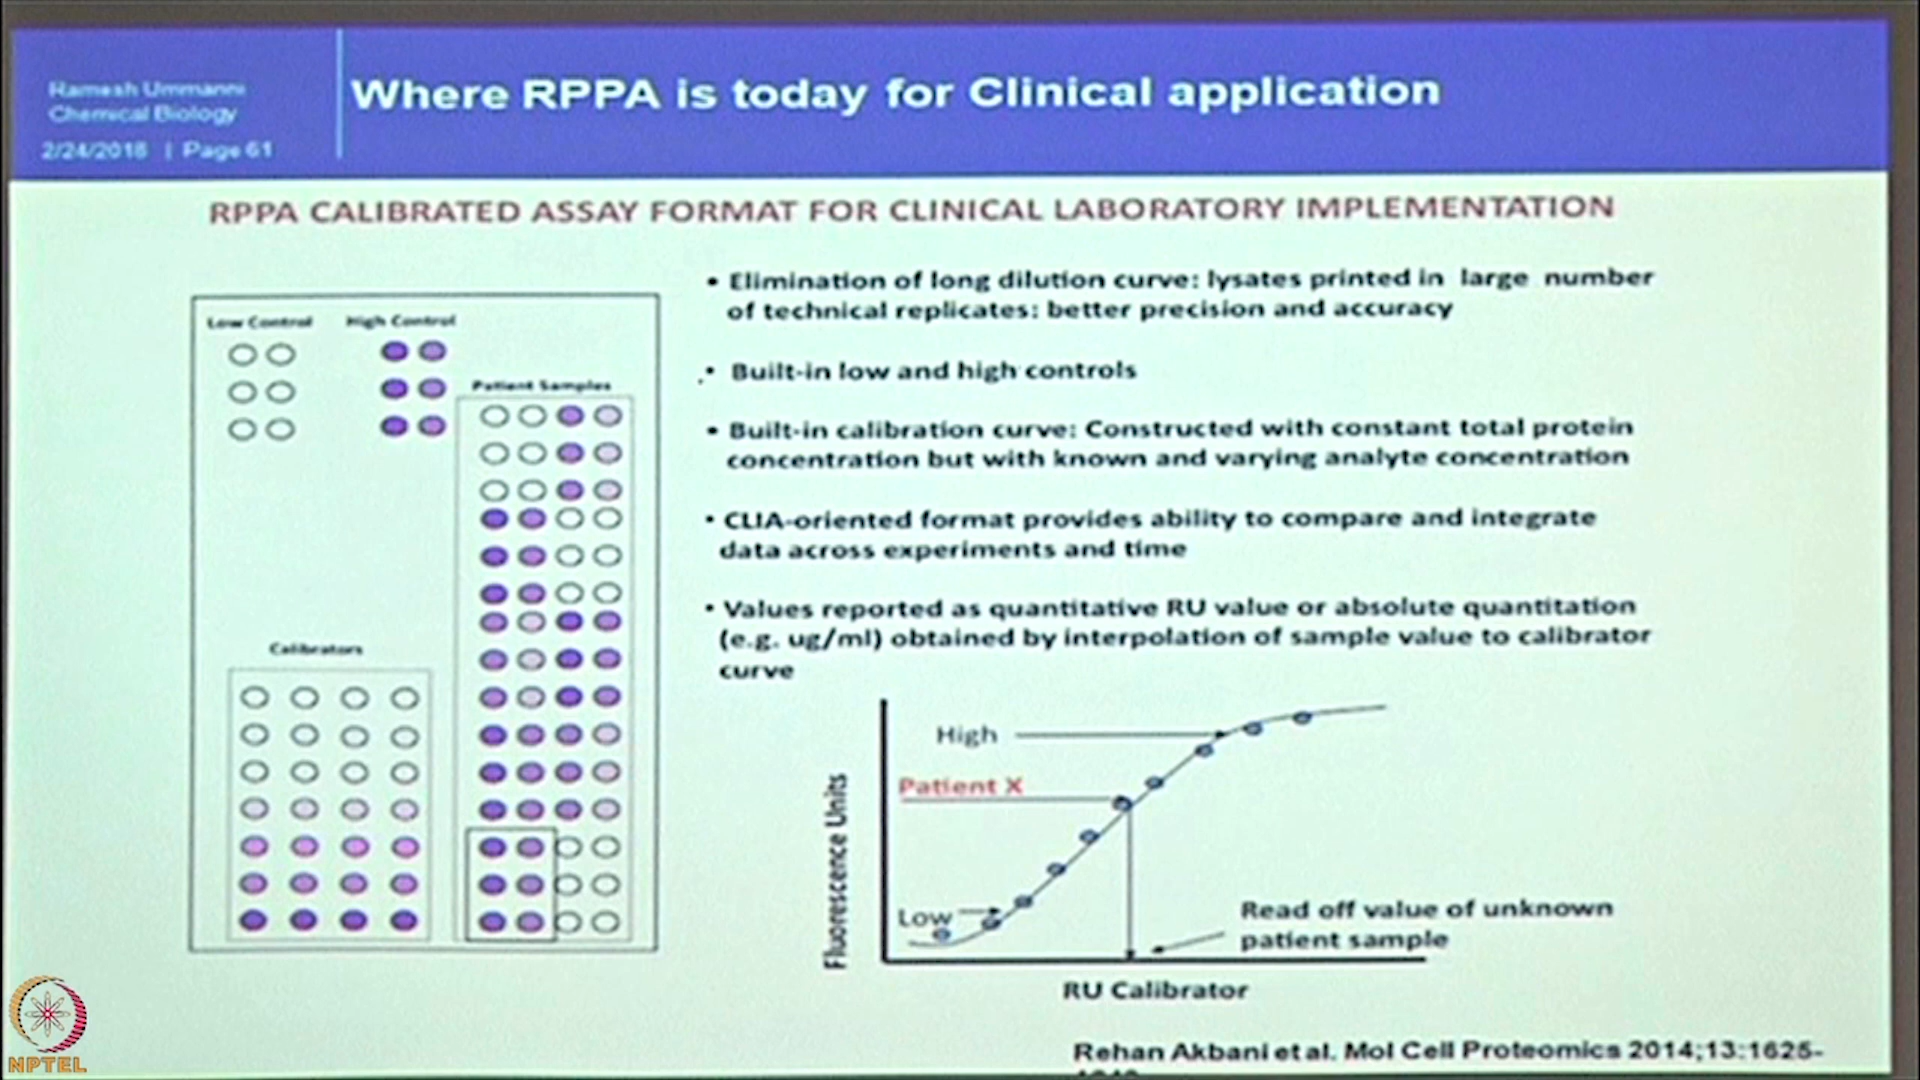 Ramesh Ummanni
Chemical Biology
2/24/2018 | Page 61
Where RPPA is today for Clinical application
RPPA CALIBRATED ASSAY FORMAT FOR CLINICAL LABORATORY IMPLEMENTATION
Low Control
High Control
Patient Samples
Calibrators
• Elimination of long dilution curve: lysates printed in large number
of technical replicates: better precision and accuracy
• Built-in low and high controls
• Built-in calibration curve: Constructed with constant total protein
concentration but with known and varying analyte concentration
• CLIA-oriented format provides ability to compare and integrate
data across experiments and time
• Values reported as quantitative RU value or absolute quantitation
(e.g. ug/ml) obtained by interpolation of sample value to calibrator
curve
High
Patient X
Low
Fluorescence Units
Read off value of unknown
patient sample
RU Calibrator
Rehan Akbani et al. Mol Cell Proteomics 2014;13:1625-
NPTEL